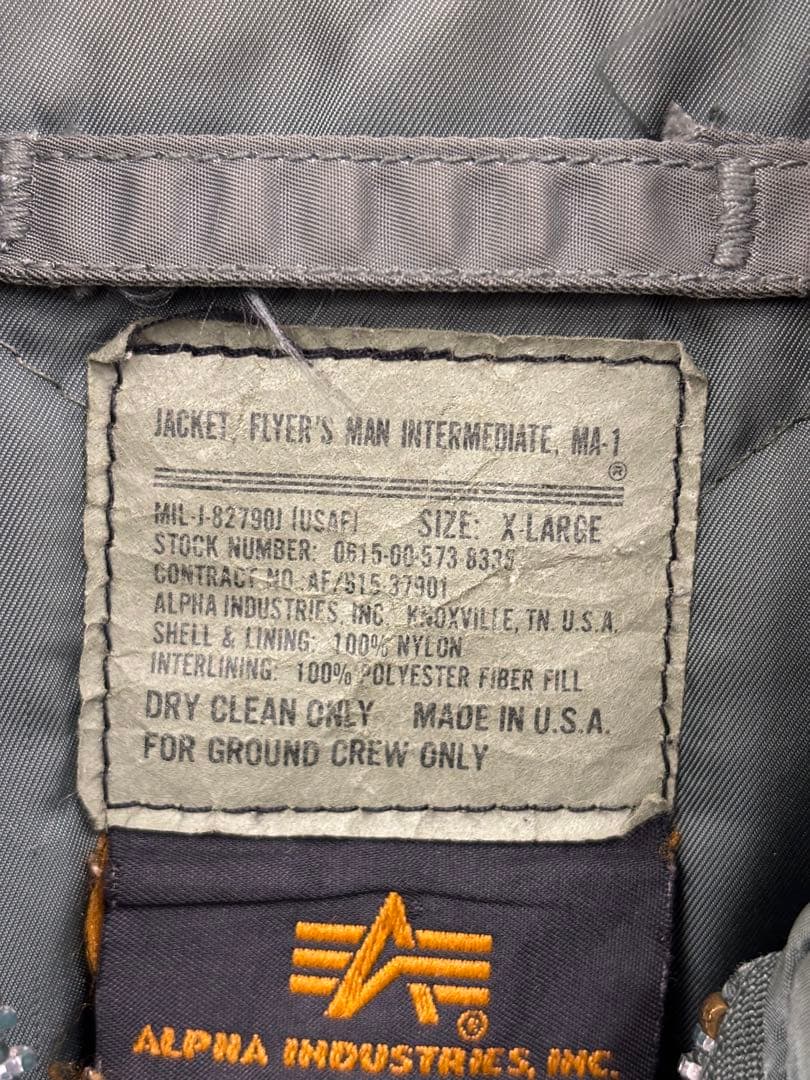 JACKET, FLYER'S MAN INTERMEDIATE, MA-1
®
MIL-J-82790J (USAF) SIZE: X-LARGE
STOCK NUMBER: 0615-00-573-8335
CONTRACT NO. AF/615-37901
ALPHA INDUSTRIES, INC. KNOXVILLE, TN. U.S.A.
SHELL & LINING: 100% NYLON
INTERLINING: 100% POLYESTER FIBER FILL
DRY CLEAN ONLY MADE IN U.S.A.
FOR GROUND CREW ONLY
©
ALPHA INDUSTRIES, INC.